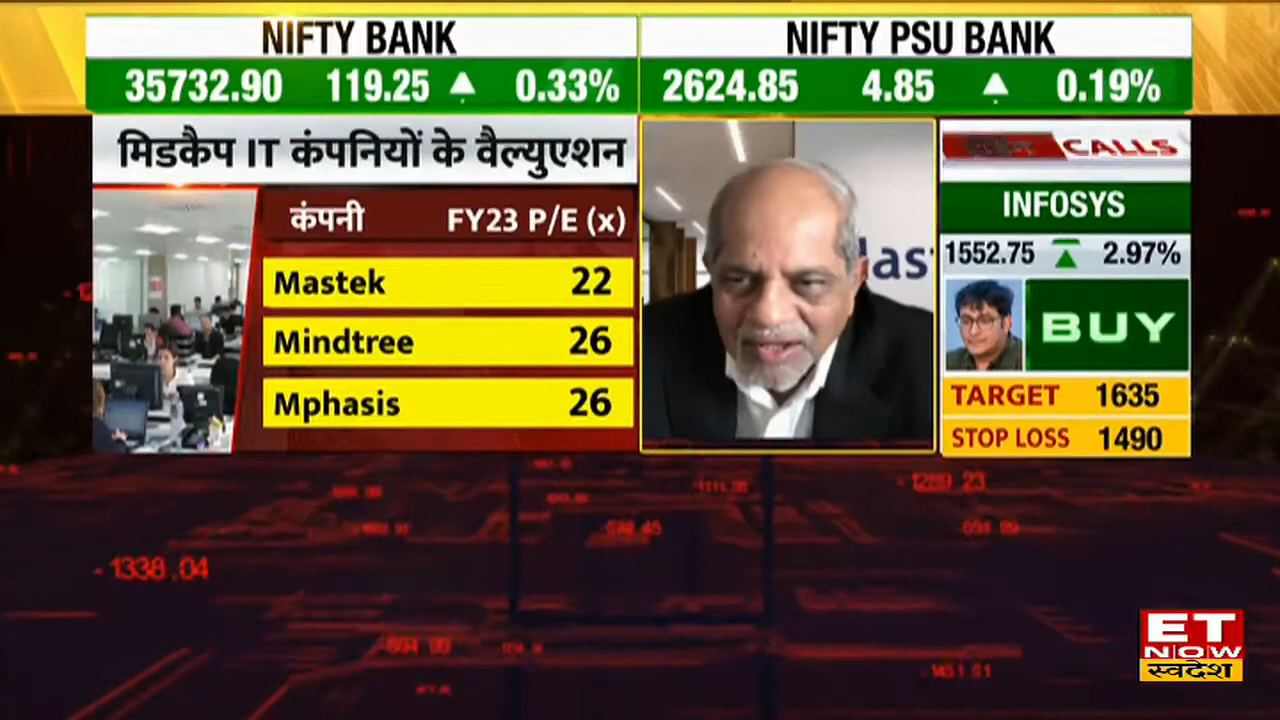 NIFTY BANK
35732.90 119.25 ▲ 0.33%
NIFTY PSU BANK
2624.85 4.85 ▲ 0.19%
मिडकैप IT कंपनियों के वैल्युएशन
कंपनी FY23 P/E (x)
Mastek 22
Mindtree 26
Mphasis 26
CALLS
INFOSYS
1552.75 ▲ 2.97%
BUY
TARGET 1635
STOP LOSS 1490
-1289.23
-1338.04
ET
NOW
स्वदेश